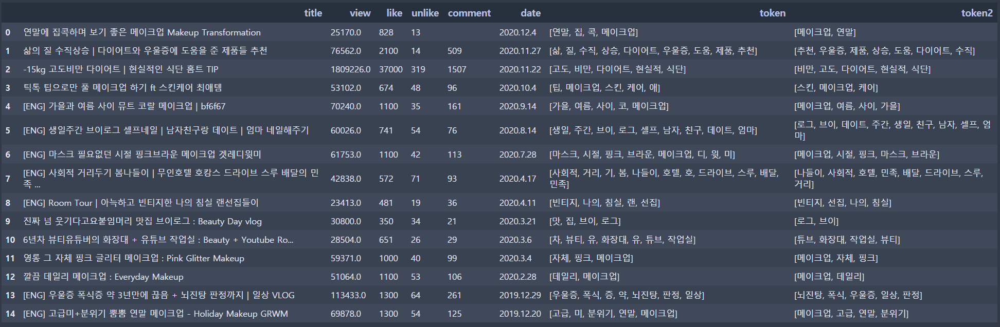 title view like unlike comment date token token2
0 연말에 집콕하며 보기 좋은 메이크업 Makeup Transformation 25170.0 828 13 2020.12.4 [연말, 집, 콕, 메이크업] [메이크업, 연말]
1 삶의 질 수직상승 | 다이어트와 우울증에 도움을 준 제품들 추천 76562.0 2100 14 509 2020.11.27 [삶, 질, 수직, 상승, 다이어트, 우울증, 도움, 제품, 추천] [추천, 우울증, 제품, 상승, 도움, 다이어트, 수직]
2 -15kg 고도비만 다이어트 | 현실적인 식단 홈트 TIP 1809226.0 37000 319 1507 2020.11.22 [고도, 비만, 다이어트, 현실적, 식단] [비만, 고도, 다이어트, 현실적, 식단]
3 틱톡 팁으로만 풀 메이크업 하기 ft 스킨케어 최애템 53102.0 674 48 96 2020.10.4 [팁, 메이크업, 스킨, 케어, 애] [스킨, 메이크업, 케어]
4 [ENG] 가을과 여름 사이 뮤트 코랄 메이크업 | bf6f67 70240.0 1100 35 161 2020.9.14 [가을, 여름, 사이, 코, 메이크업] [메이크업, 여름, 사이, 가을]
5 [ENG] 생일주간 브이로그 셀프네일 | 남자친구랑 데이트 | 엄마 네일해주기 60026.0 741 54 76 2020.8.14 [생일, 주간, 브이, 로그, 셀프, 남자, 친구, 데이트, 엄마] [로그, 브이, 데이트, 주간, 생일, 친구, 남자, 셀프, 엄
마]
6 [ENG] 마스크 필요없던 시절 핑크브라운 메이크업 겟레디윗미 61753.0 1100 42 113 2020.7.28 [마스크, 시절, 핑크, 브라운, 메이크업, 디, 윗, 미] [메이크업, 시절, 핑크, 마스크, 브라운]
7 [ENG] 사회적 거리두기 봄나들이 | 무인호텔 호캉스 드라이브 스루 배달의 민 42838.0 572 71 93 2020.4.17 [사회적, 거리, 기, 봄, 나들이, 호텔, 호, 드라이브, 스루, 배달, [나들이, 사회적, 호텔, 민족, 배달, 드라이브, 스루,
족 ... 민족] 거리]
8 [ENG] Room Tour | 아늑하고 빈티지한 나의 침실 랜선집들이 23413.0 481 19 36 2020.4.11 [빈티지, 나의, 침실, 랜, 선집] [빈티지, 선집, 나의, 침실]
9 진짜 넘 웃기다고요붙임머리 맛집 브이로그 : Beauty Day vlog 30800.0 350 34 21 2020.3.21 [맛, 집, 브이, 로그] [로그, 브이]
10 6년차 뷰티유튜버의 화장대 + 유튜브 작업실 : Beauty + Youtube Ro... 28504.0 651 26 29 2020.3.6 [차, 뷰티, 유, 화장대, 유, 튜브, 작업실] [튜브, 화장대, 작업실, 뷰티]
11 영롱 그 자체 핑크 글리터 메이크업 : Pink Glitter Makeup 59371.0 1000 40 99 2020.3.4 [자체, 핑크, 메이크업] [메이크업, 자체, 핑크]
12 깔끔 데일리 메이크업 : Everyday Makeup 51064.0 1100 53 106 2020.2.28 [데일리, 메이크업] [메이크업, 데일리]
13 [ENG] 우울증 폭식증 약 3년만에 끊음 + 뇌진탕 판정까지 | 일상 VLOG 113433.0 1300 64 261 2019.12.29 [우울증, 폭식, 증, 약, 뇌진탕, 판정, 일상] [뇌진탕, 폭식, 우울증, 일상, 판정]
14 [ENG] 고급미+분위기 뿜뿜 연말 메이크업 - Holiday Makeup GRWM 69878.0 1300 54 125 2019.12.20 [고급, 미, 분위기, 연말, 메이크업] [메이크업, 고급, 연말, 분위기]